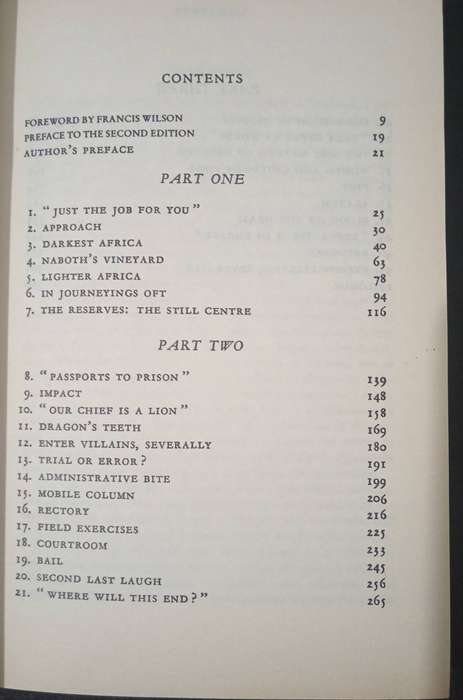 CONTENTS
FOREWORD BY FRANCIS WILSON 9
PREFACE TO THE SECOND EDITION 19
AUTHOR'S PREFACE 21
PART ONE
1. "JUST THE JOB FOR YOU" 25
2. APPROACH 30
3. DARKEST AFRICA 40
4. NABOTH'S VINEYARD 63
5. LIGHTER AFRICA 78
6. IN JOURNEYINGS OFT 94
7. THE RESERVES: THE STILL CENTRE 116
PART TWO
8. "PASSPORTS TO PRISON" 139
9. IMPACT 148
10. "OUR CHIEF IS A LION" 158
11. DRAGON'S TEETH 169
12. ENTER VILLAINS, SEVERALLY 180
13. TRIAL OR ERROR? 191
14. ADMINISTRATIVE BITE 199
15. MOBILE COLUMN 206
16. RECTORY 216
17. FIELD EXERCISES 225
18. COURTROOM 233
19. BAIL 245
20. SECOND LAST LAUGH 256
21. "WHERE WILL THIS END?" 265